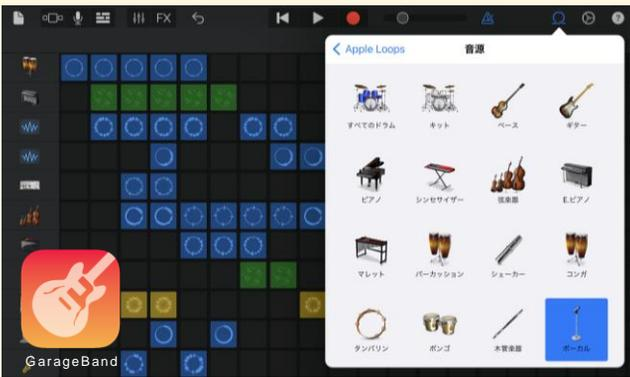 FX
?
Apple Loops
音源
すべてのドラム
キット
ベース
ギター
ピアノ
シンセサイザー
弦楽器
E.ピアノ
マレット
パーカッション
シェーカー
コンガ
タンバリン
ボンゴ
木管楽器
ボーカル
GarageBand